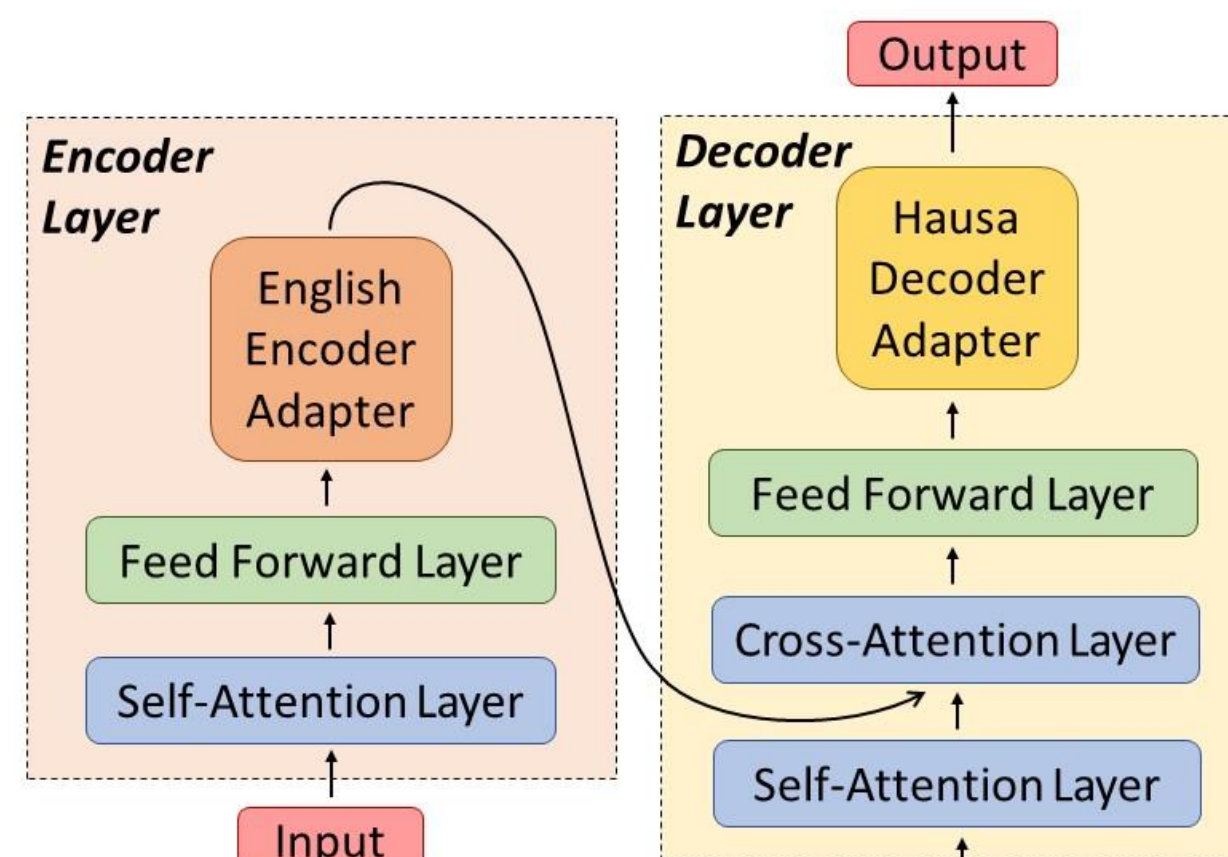 Output
Encoder
Layer
English
Encoder
Adapter
Feed Forward Layer
Self-Attention Layer
Input
Decoder
Layer
Hausa
Decoder
Adapter
Feed Forward Layer
Cross-Attention Layer
Self-Attention Layer